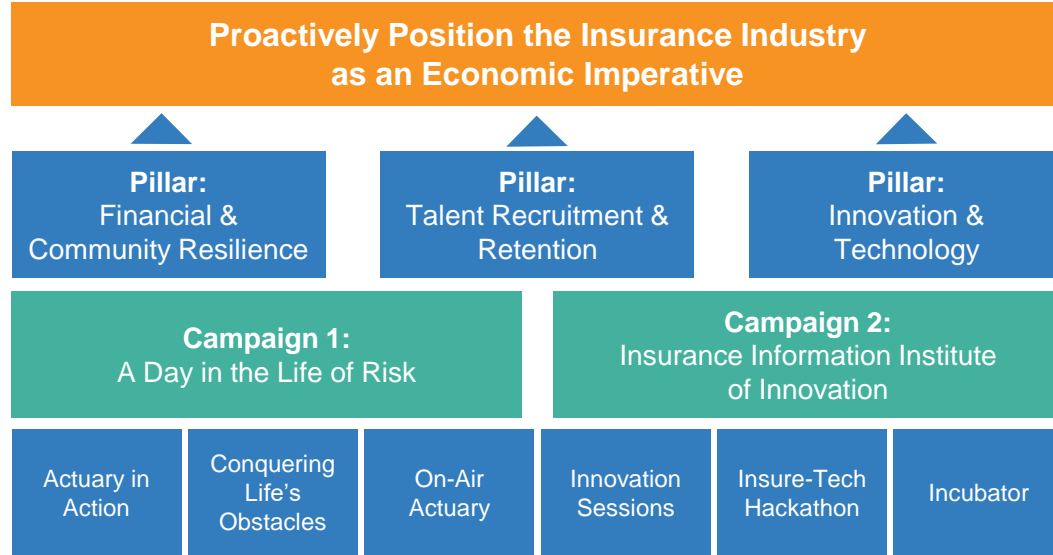 Proactively Position the Insurance Industry
as an Economic Imperative
Pillar:
Financial &
Community Resilience
Pillar:
Talent Recruitment &
Retention
Pillar:
Innovation &
Technology
Campaign 1:
A Day in the Life of Risk
Campaign 2:
Insurance Information Institute
of Innovation
Actuary in
Action
Conquering
Life’s
Obstacles
On-Air
Actuary
Innovation
Sessions
Insure-Tech
Hackathon
Incubator